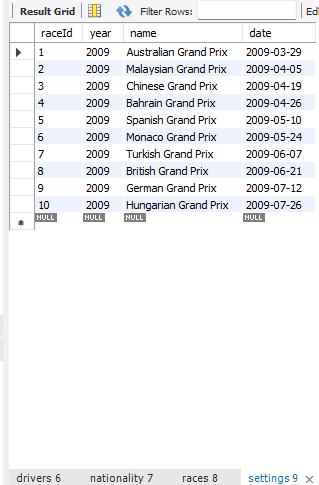 Result Grid Filter Rows: Edi
raceId year name date
1 2009 Australian Grand Prix 2009-03-29
2 2009 Malaysian Grand Prix 2009-04-05
3 2009 Chinese Grand Prix 2009-04-19
4 2009 Bahrain Grand Prix 2009-04-26
5 2009 Spanish Grand Prix 2009-05-10
6 2009 Monaco Grand Prix 2009-05-24
7 2009 Turkish Grand Prix 2009-06-07
8 2009 British Grand Prix 2009-06-21
9 2009 German Grand Prix 2009-07-12
10 2009 Hungarian Grand Prix 2009-07-26
NULL NULL NULL NULL
drivers 6 nationality 7 races 8 settings 9